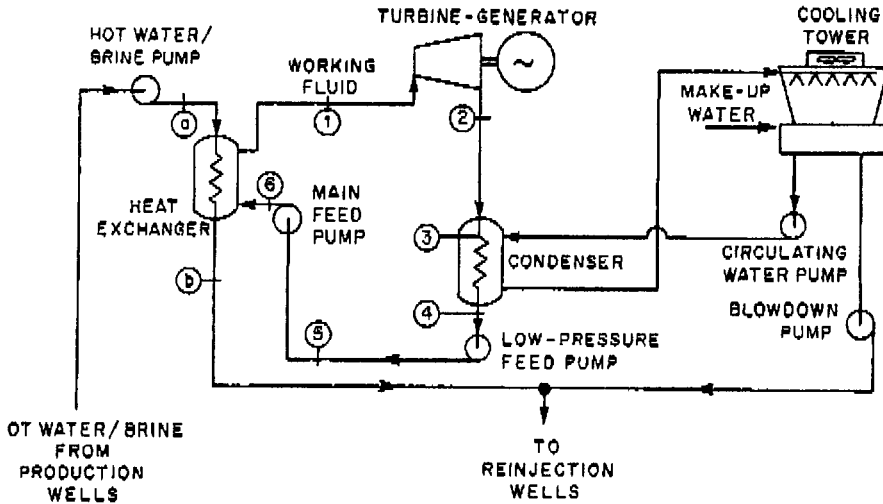 TURBINE-GENERATOR
COOLING
TOWER
HOT WATER/
BRINE PUMP
WORKING
FLUID
MAKE-UP
WATER
~
a
1
2
6
MAIN
FEED
PUMP
HEAT
EXCHANGER
3
CONDENSER
CIRCULATING
WATER PUMP
b
4
BLOWDOWN
PUMP
5
LOW-PRESSURE
FEED PUMP
OT WATER/BRINE
FROM
PRODUCTION
WELLS
TO
REINJECTION
WELLS